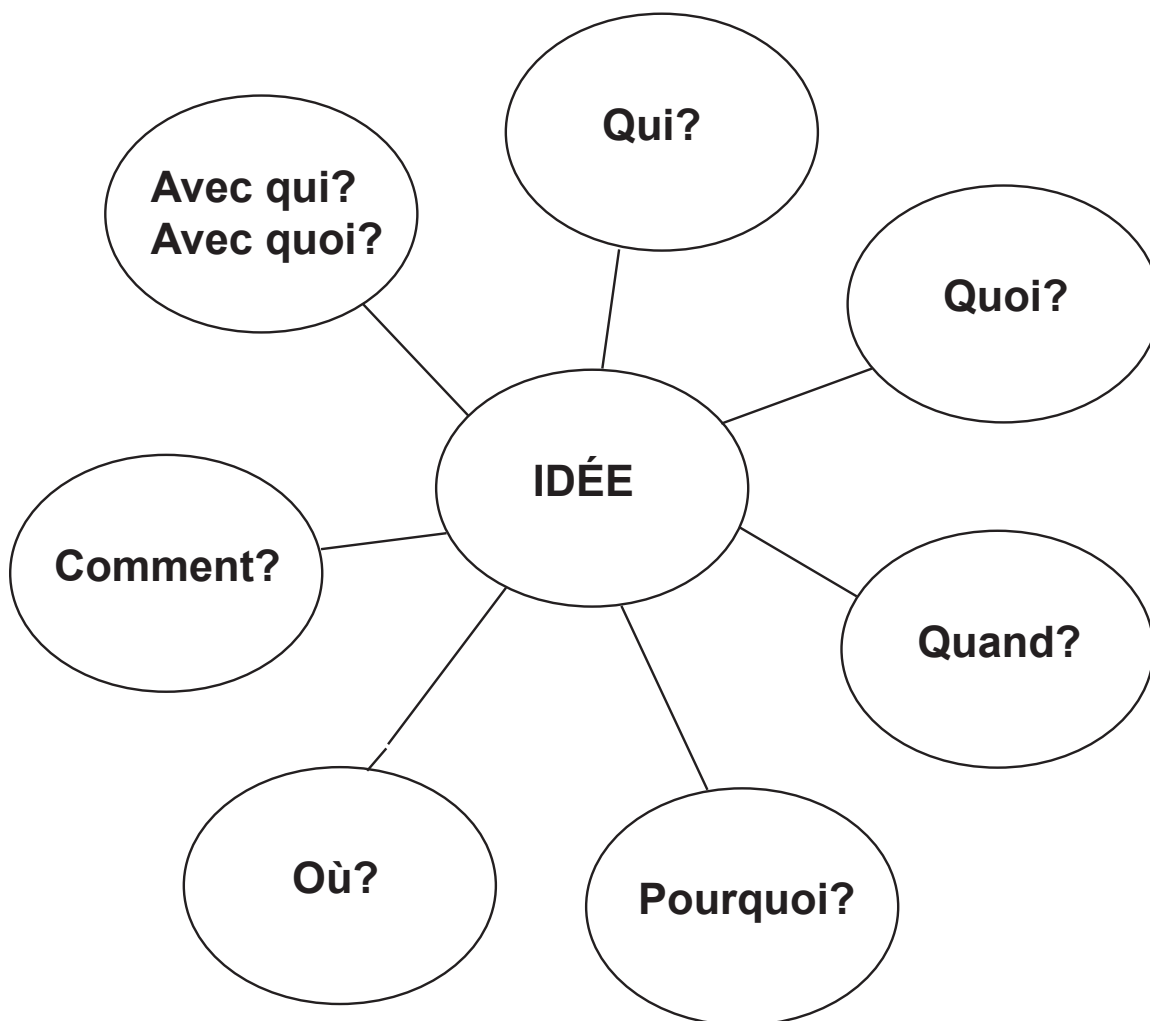 Qui?
Avec qui?
Avec quoi?
Quoi?
IDÉE
Comment?
Quand?
Où?
Pourquoi?